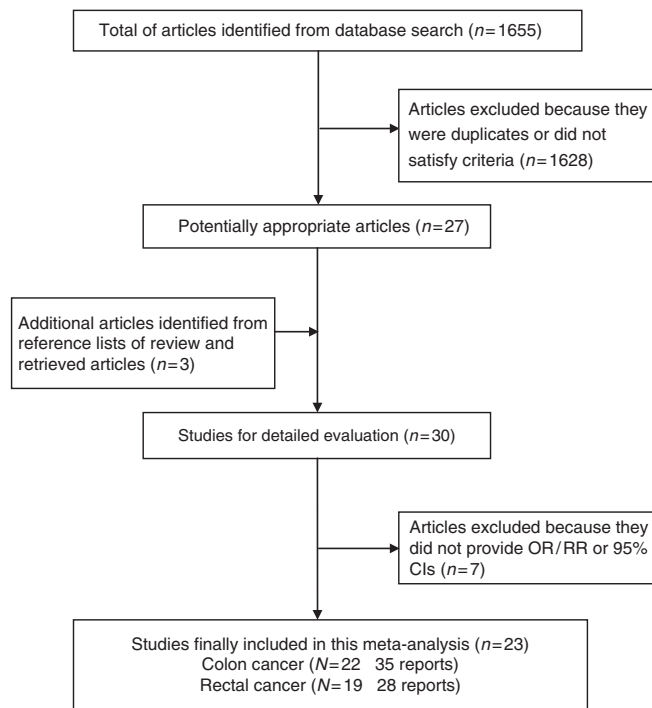 Total of articles identified from database search (n=1655)
Articles excluded because they
were duplicates or did not
satisfy criteria (n=1628)
Potentially appropriate articles (n=27)
Additional articles identified from
reference lists of review and
retrieved articles (n=3)
Studies for detailed evaluation (n=30)
Articles excluded because they
did not provide OR/RR or 95%
CIs (n=7)
Studies finally included in this meta-analysis (n=23)
Colon cancer (N=22 35 reports)
Rectal cancer (N=19 28 reports)